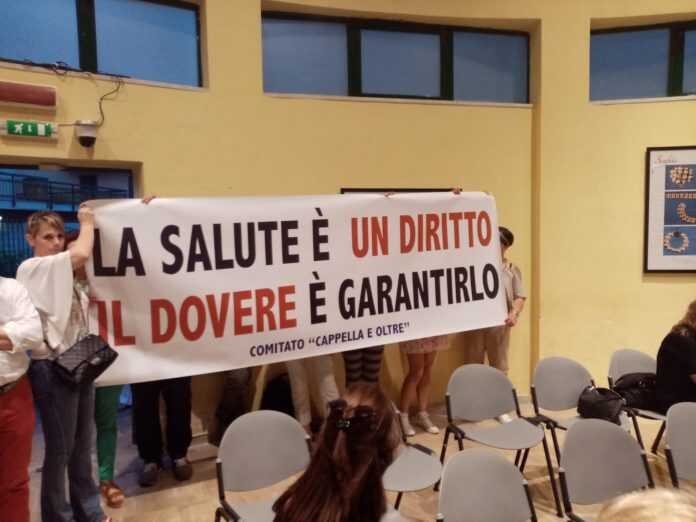 LA SALUTE È UN DIRITTO
IL DOVERE È GARANTIRLO
COMITATO "CAPPELLA E OLTRE"